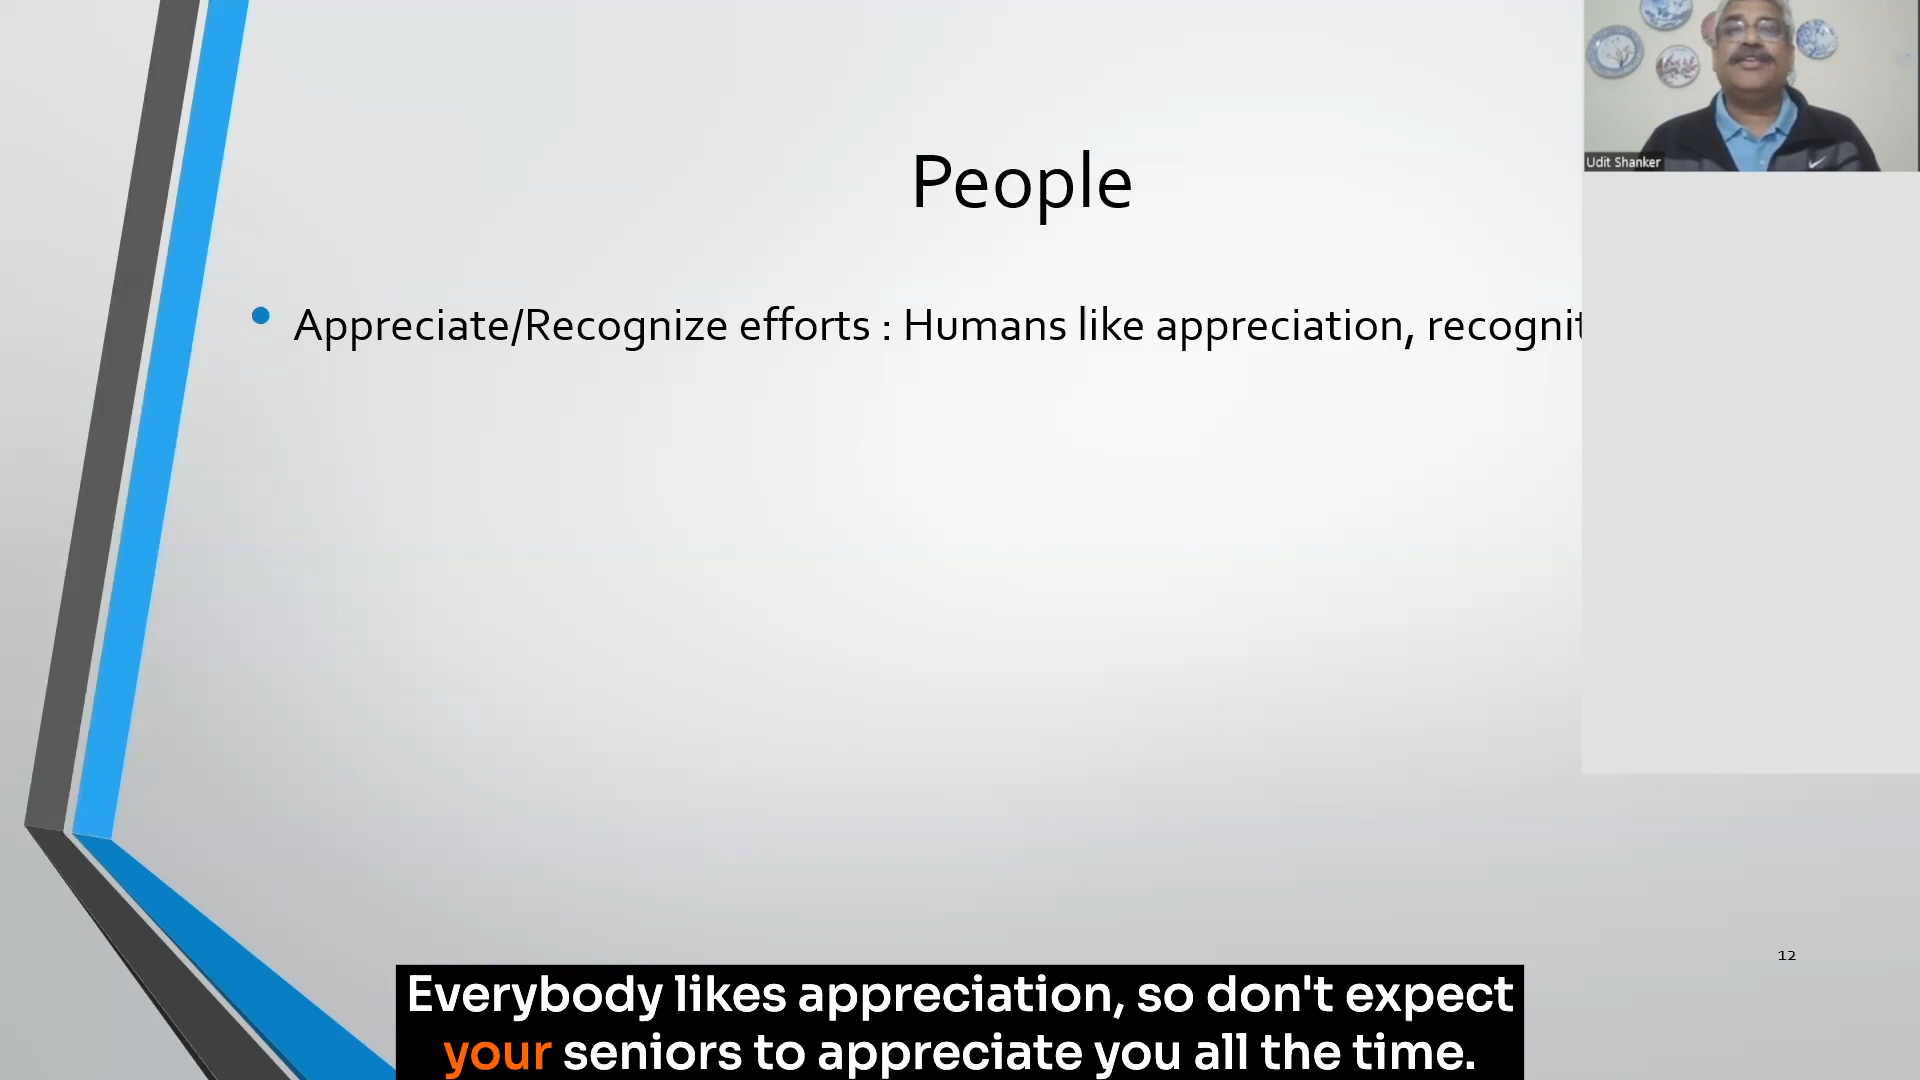 Udit Shanker
People
Appreciate/Recognize efforts : Humans like appreciation, recognit
12
Everybody likes appreciation, so don't expect
your seniors to appreciate you all the time.